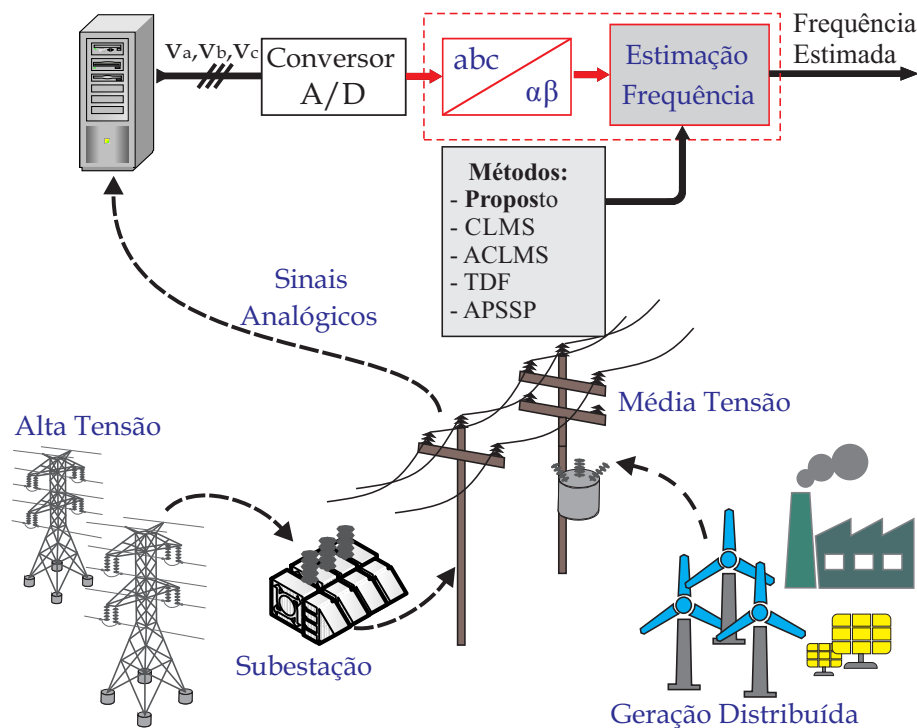 Va,Vb,Vc
Conversor
A/D
abc
αβ
Estimação
Frequência
Frequência
Estimada
Métodos:
- Proposto
- CLMS
- ACLMS
- TDF
- APSSP
Sinais
Analógicos
Média Tensão
Alta Tensão
Subestação
Geração Distribuída